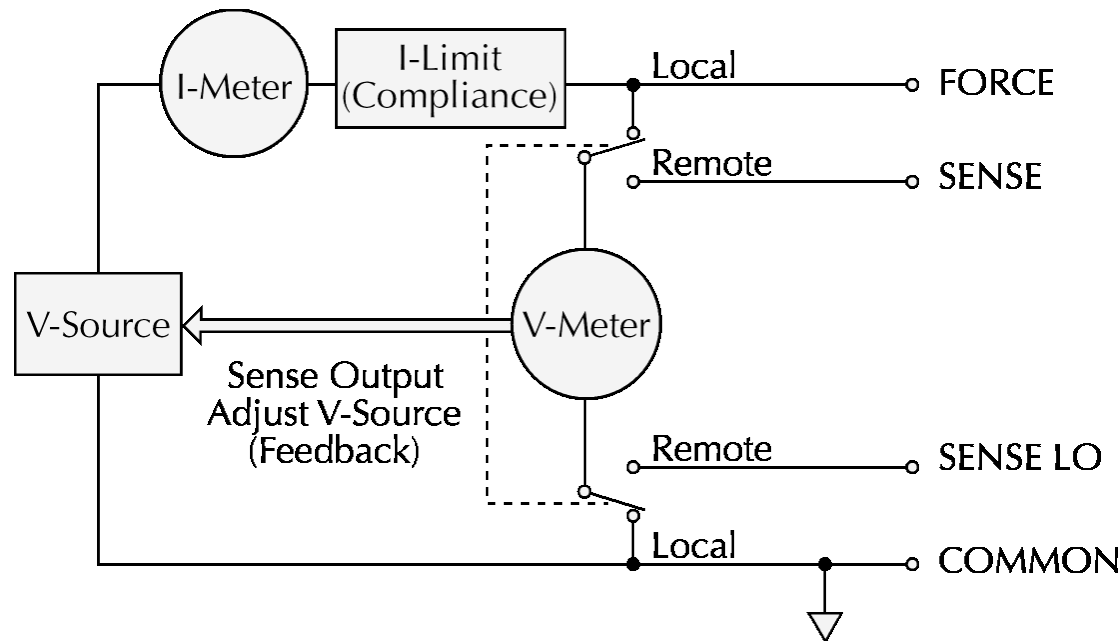 I-Meter
I-Limit
(Compliance)
Local
FORCE
Remote
SENSE
V-Source
V-Meter
Sense Output
Adjust V-Source
(Feedback)
Remote
SENSE LO
Local
COMMON